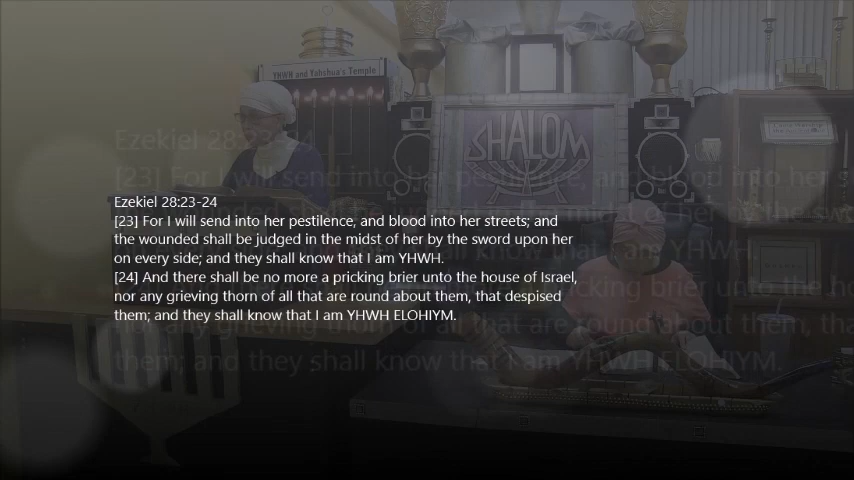 YHWH and Yahshua's Temple
SHALOM
Ezekiel 28:23-24
[23] For I will send into her pestilence, and blood into her streets; and
the wounded shall be judged in the midst of her by the sword upon her
on every side; and they shall know that I am YHWH.
[24] And there shall be no more a pricking brier unto the house of Israel,
nor any grieving thorn of all that are round about them, that despised
them; and they shall know that I am YHWH ELOHIYM.